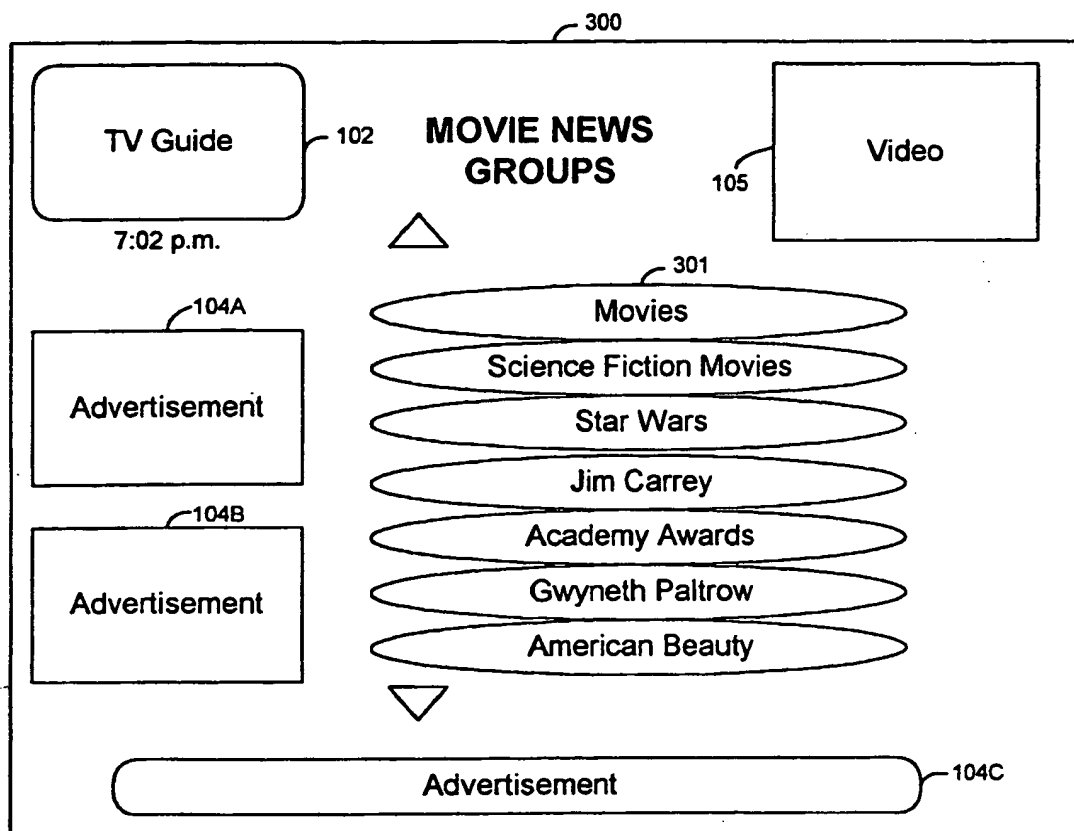 300
TV Guide
102
MOVIE NEWS
GROUPS
Video
105
7:02 p.m.
301
104A
Advertisement
104B
Advertisement
Movies
Science Fiction Movies
Star Wars
Jim Carrey
Academy Awards
Gwyneth Paltrow
American Beauty
Advertisement
104C